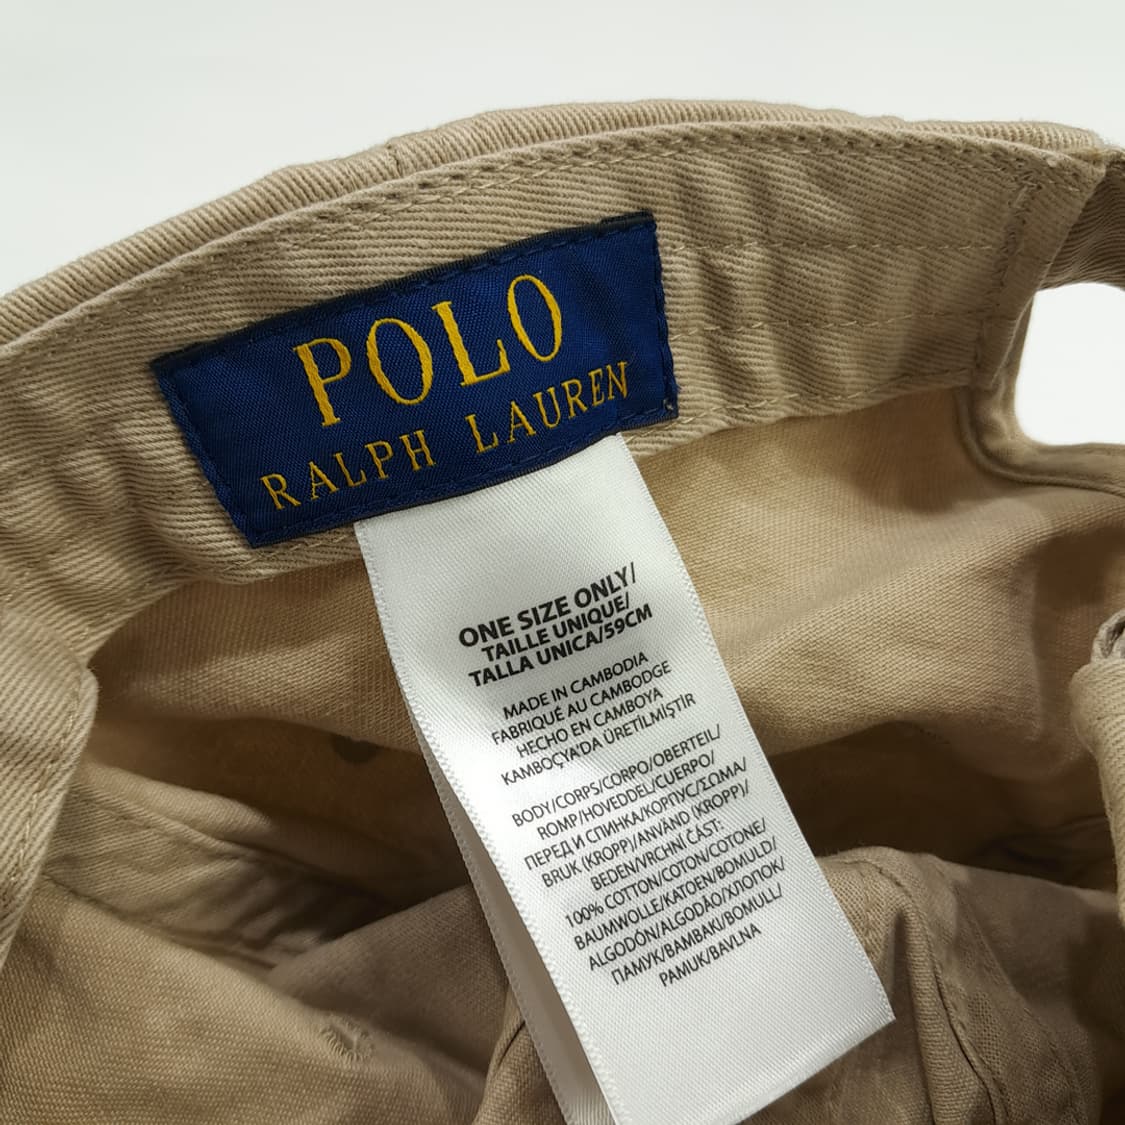 POLO
RALPH LAUREN
ONE SIZE ONLY/
TAILLE UNIQUE/
TALLA UNICA/59CM
MADE IN CAMBODIA
FABRIQUÉ AU CAMBODGE
HECHO EN CAMBOYA
KAMBOÇYA'DA ÜRETİLMİŞTİR
BODY/CORPS/CORPO/OBERTEIL/
ROMP/HOVEDDEL/CUERPO/
ПЕРЕД И СПИНКА/КОРПУС/ΣΩΜΑ/
BRUK (KROPP)/ANVÄND (KROPP)/
BEDEN/VRCHNÍ ČÁST:
100% COTTON/COTON/COTONE/
BAUMWOLLE/KATOEN/BOMULD/
ALGODÓN/ALGODÃO/ХЛОПОК/
ПАМУК/BAMBAKI/BOMULL/
PAMUK/BAVLNA